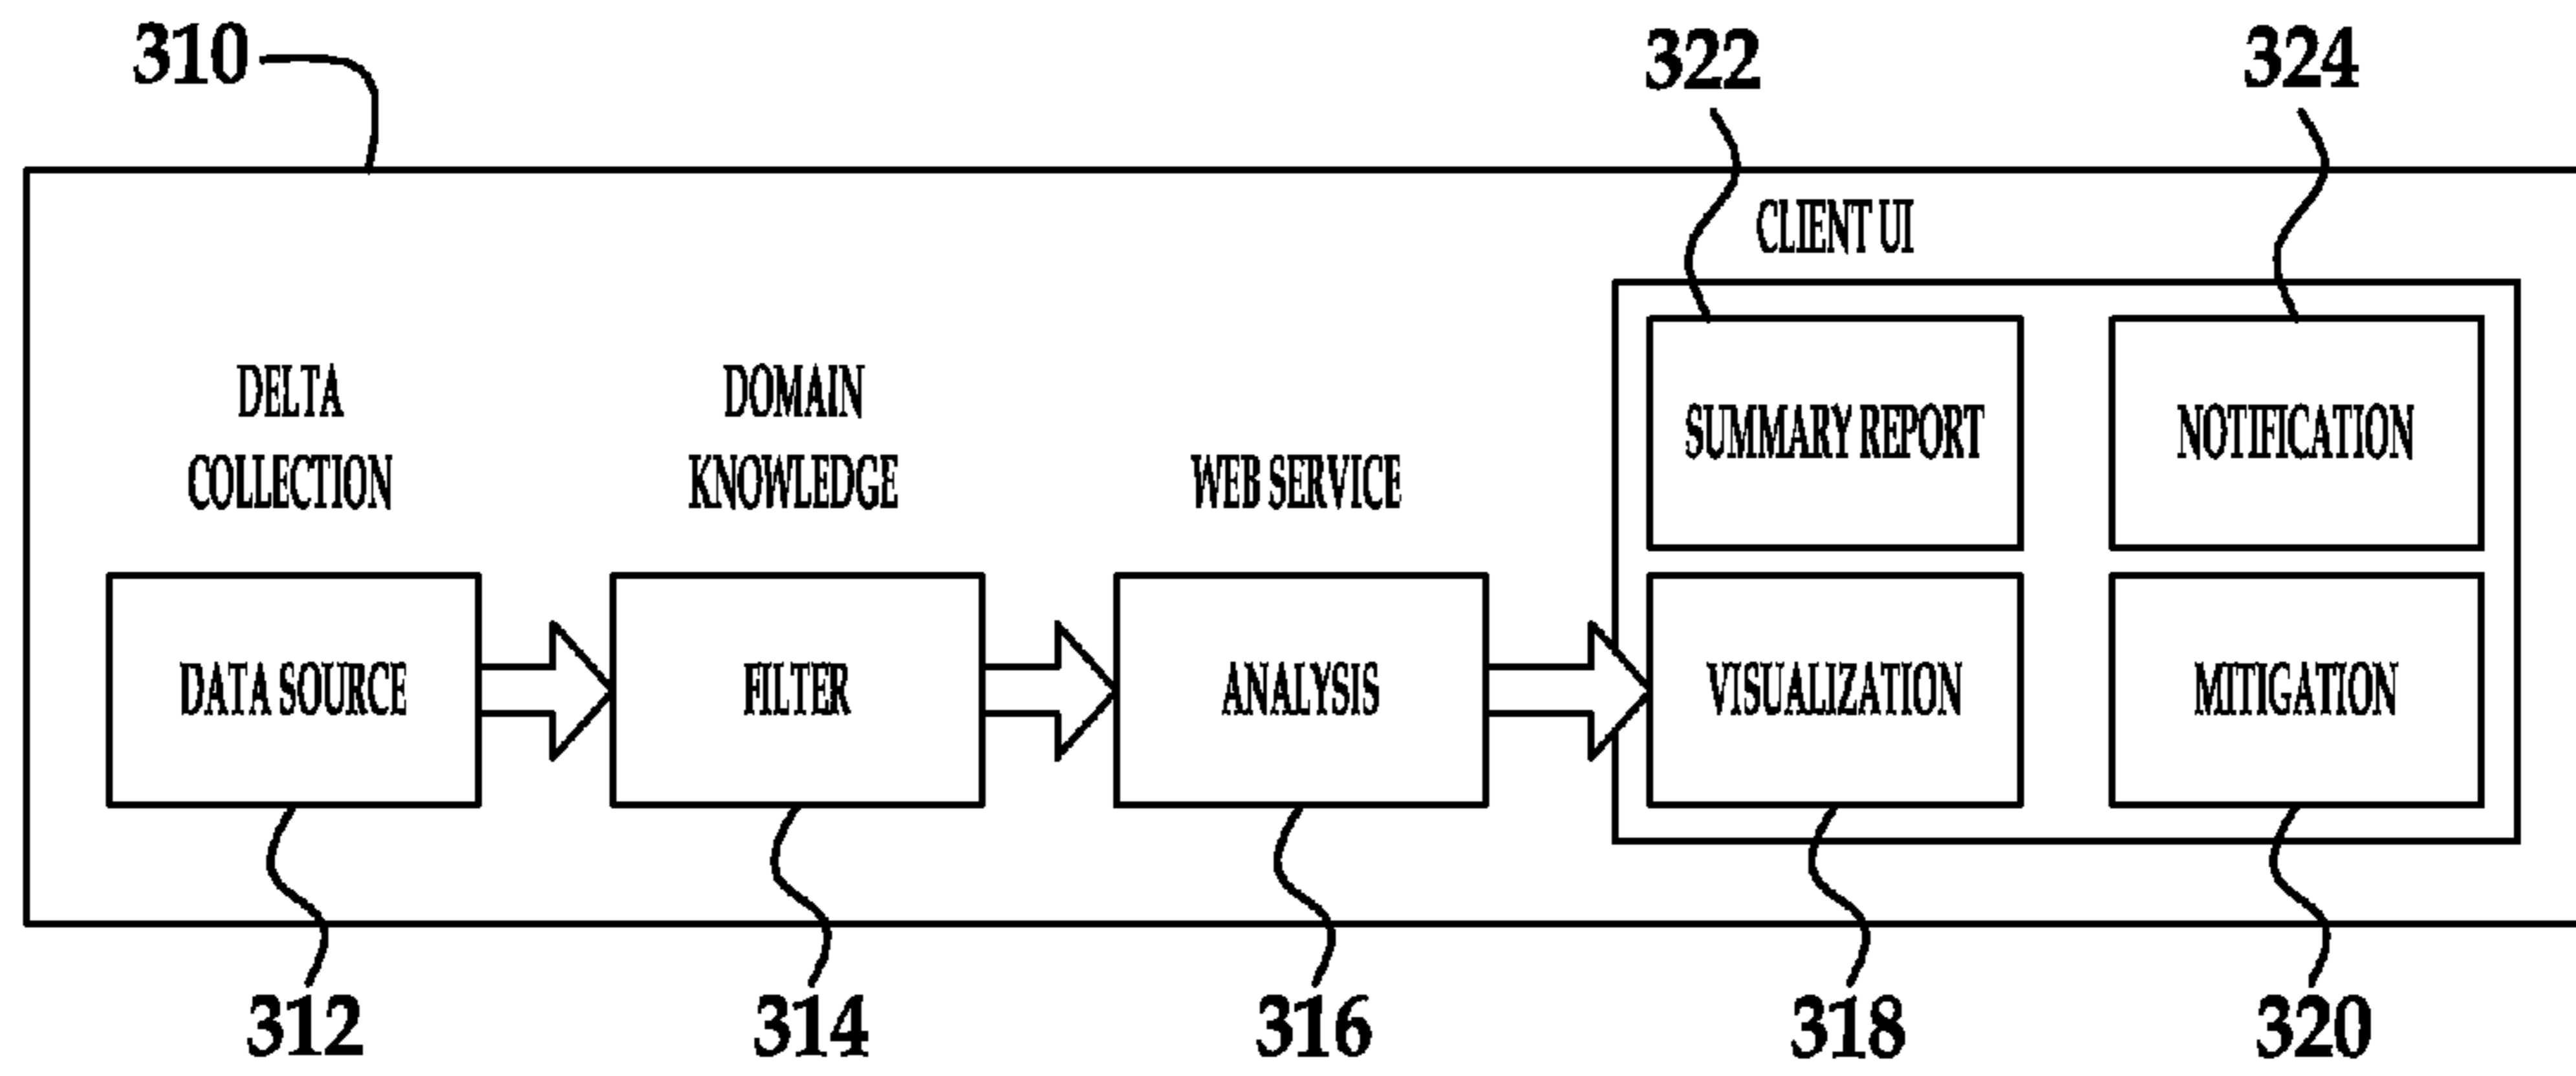 310
322
324
CLIENT UI
DELTA
COLLECTION
DOMAIN
KNOWLEDGE
WEB SERVICE
SUMMARY REPORT
NOTIFICATION
DATA SOURCE
FILTER
ANALYSIS
VISUALIZATION
MITIGATION
312
314
316
318
320